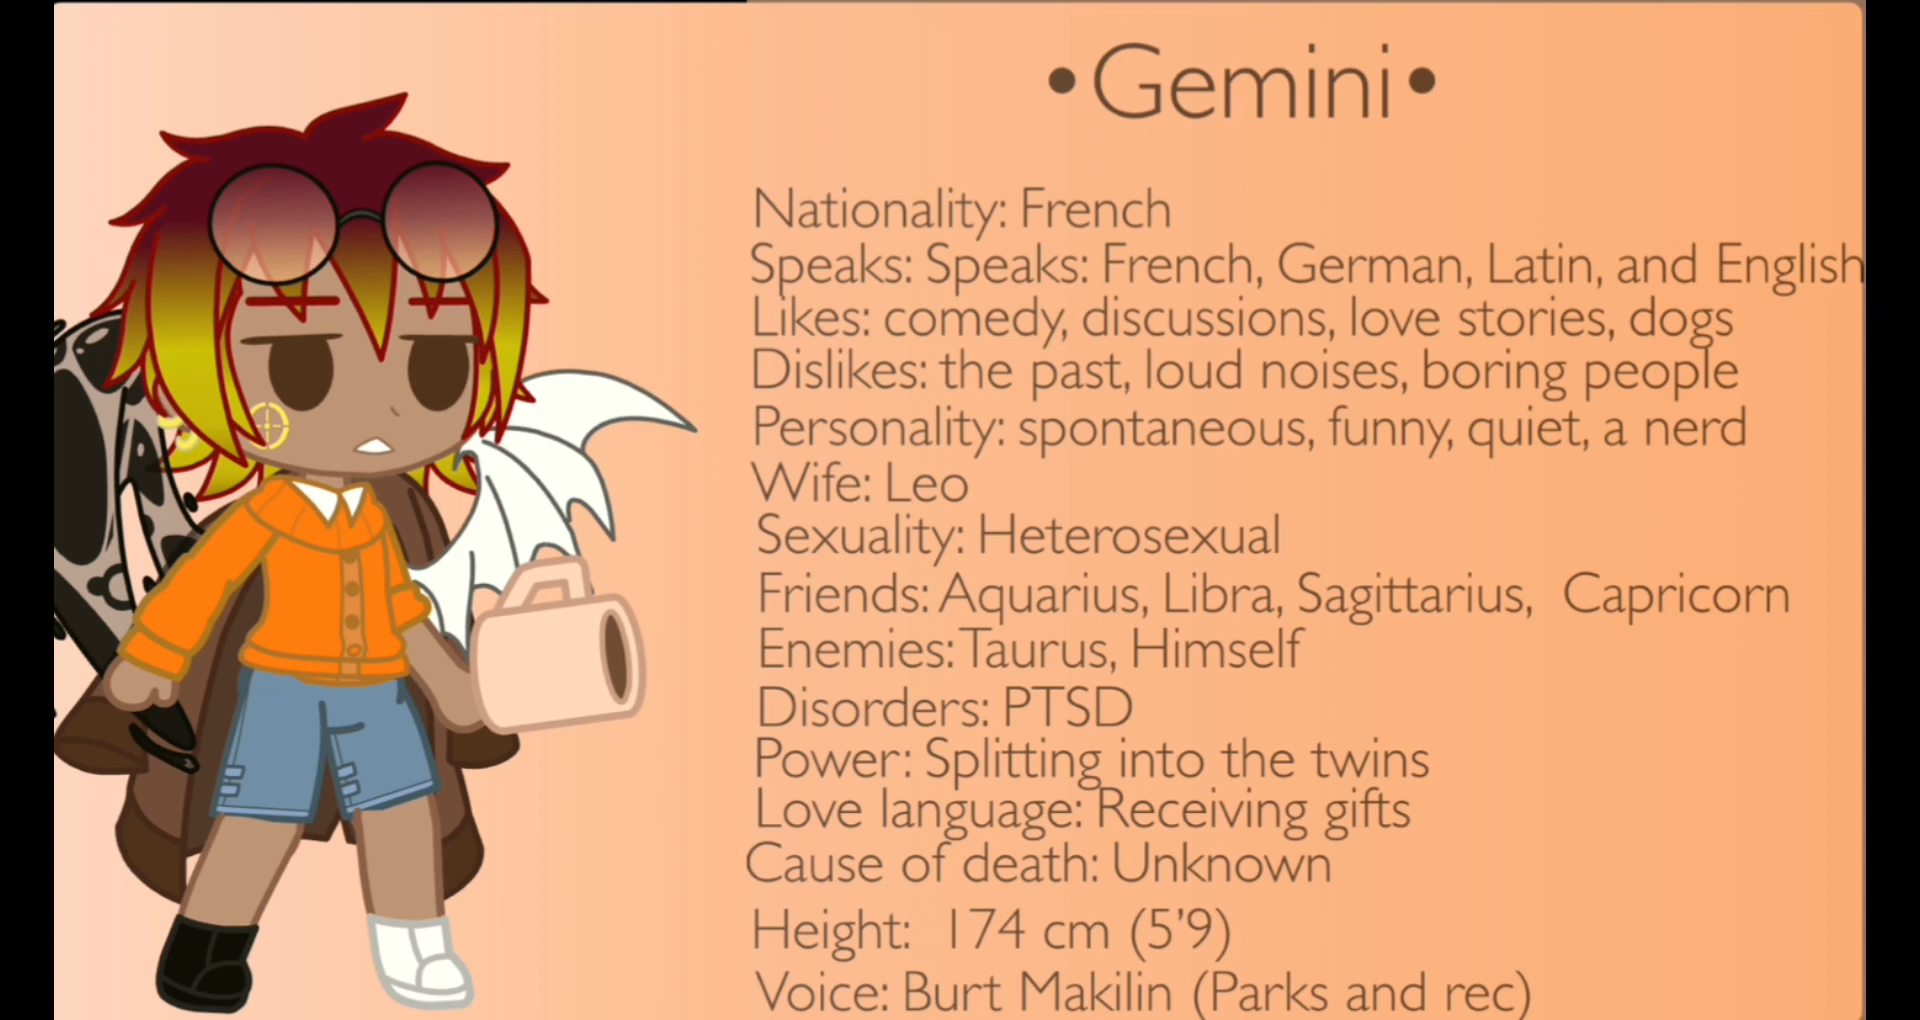 •Gemini•
Nationality: French
Speaks: Speaks: French, German, Latin, and English
Likes: comedy, discussions, love stories, dogs
Dislikes: the past, loud noises, boring people
Personality: spontaneous, funny, quiet, a nerd
Wife: Leo
Sexuality: Heterosexual
Friends: Aquarius, Libra, Sagittarius, Capricorn
Enemies: Taurus, Himself
Disorders: PTSD
Power: Splitting into the twins
Love language: Receiving gifts
Cause of death: Unknown
Height: 174 cm (5’9)
Voice: Burt Makilin (Parks and rec)